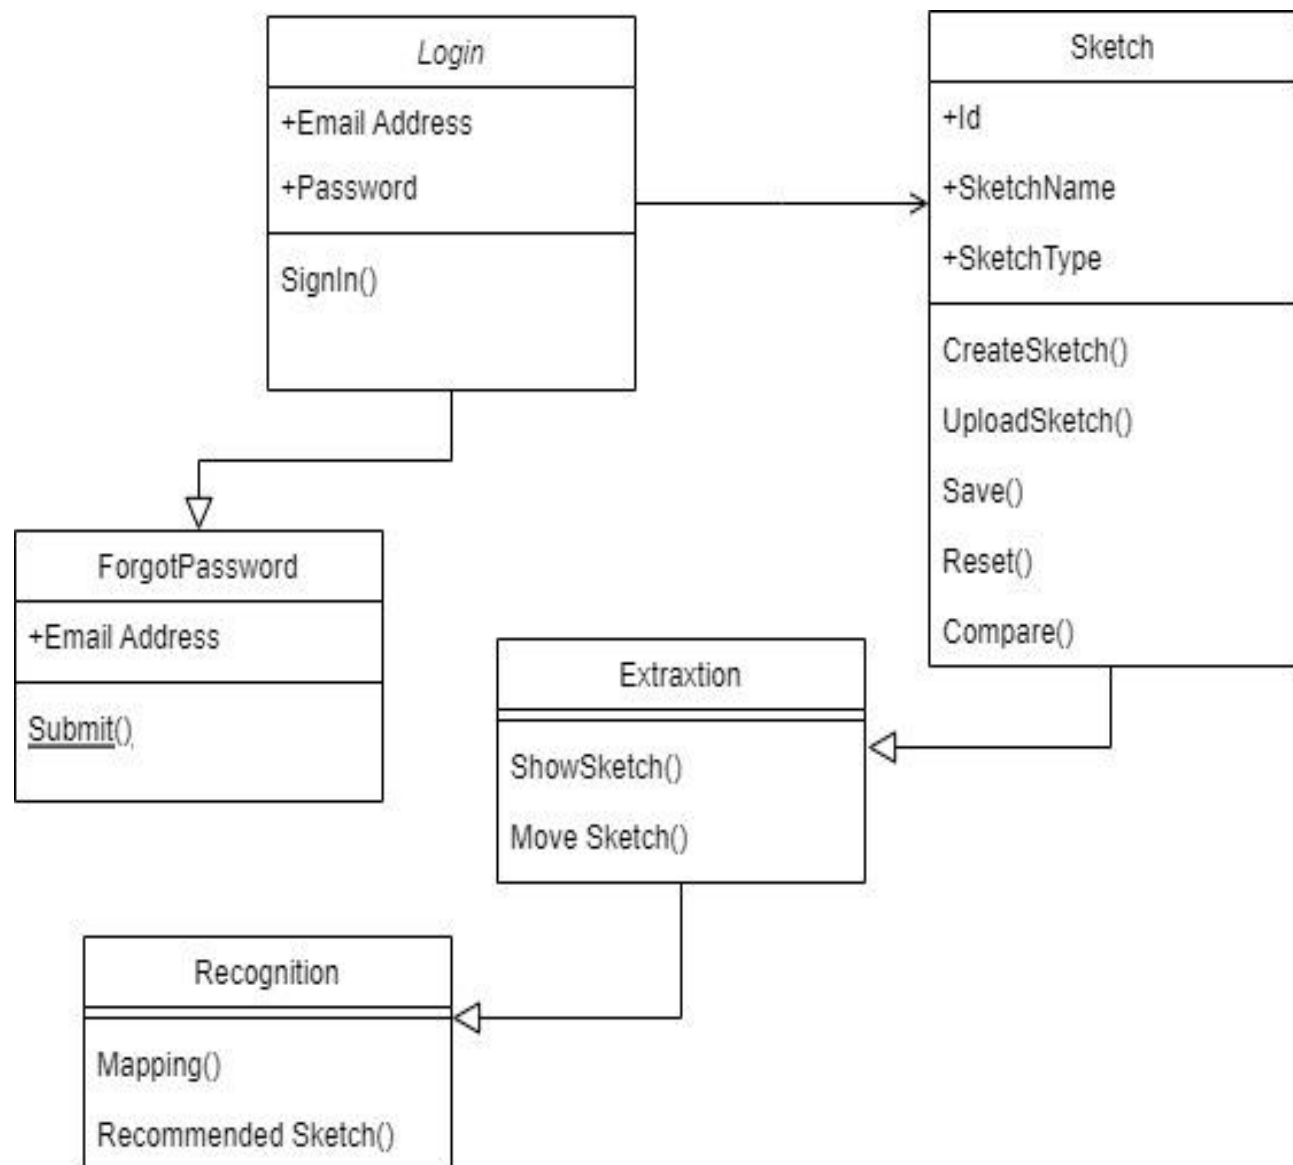 Login
+Email Address
+Password
SignIn()
Sketch
+Id
+SketchName
+SketchType
CreateSketch()
UploadSketch()
Save()
Reset()
Compare()
ForgotPassword
+Email Address
Submit()
Extraxtion
ShowSketch()
Move Sketch()
Recognition
Mapping()
Recommended Sketch()